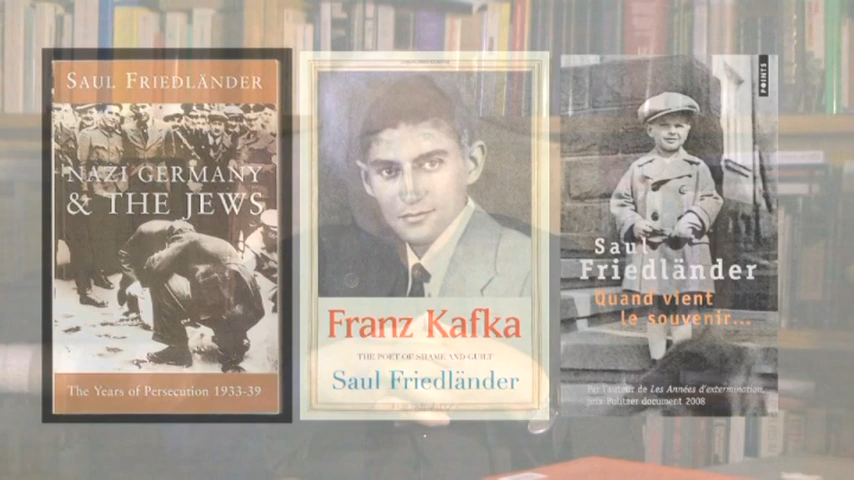 SAUL FRIEDLÄNDER
NAZI GERMANY
& THE JEWS
The Years of Persecution 1933-39
Franz Kafka
THE POET OF SHAME AND GUILT
Saul Friedländer
POINTS
Saul
Friedländer
Quand vient
le souvenir...
Par l'auteur de Les Années d'extermination,
prix Pulitzer document 2008